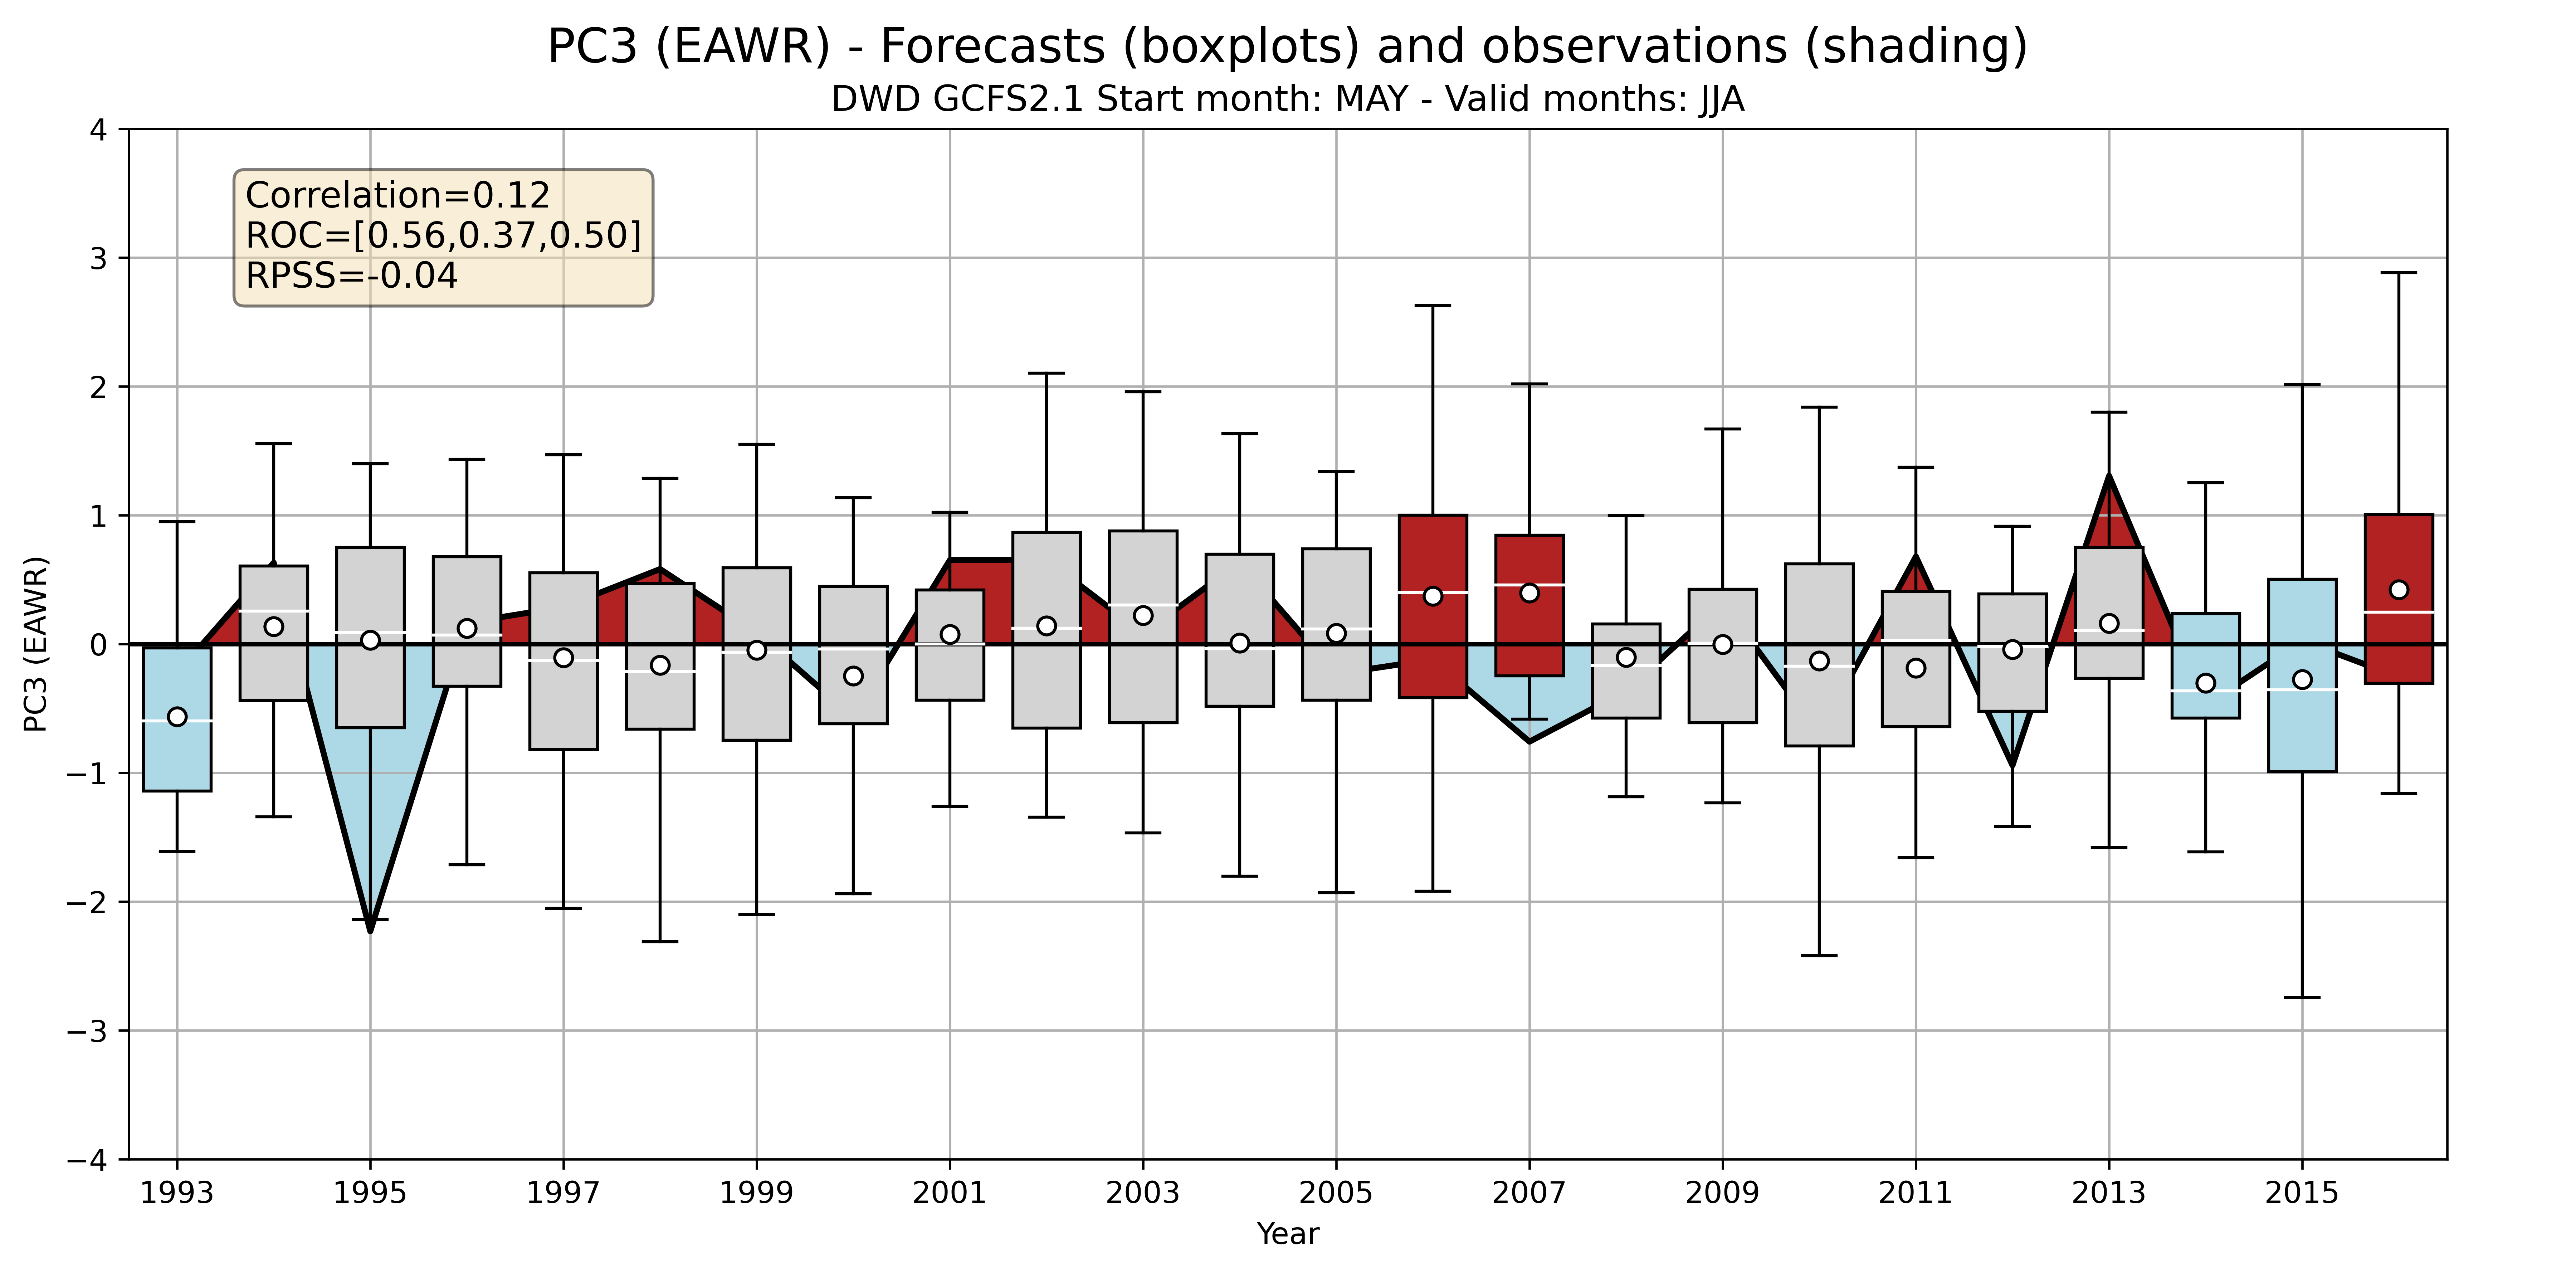 PC3 (EAWR) - Forecasts (boxplots) and observations (shading)
DWD GCFS2.1 Start month: MAY - Valid months: JJA
Correlation=0.12
ROC=[0.56,0.37,0.50]
RPSS=-0.04
PC3 (EAWR)
4
3
2
1
0
−1
−2
−3
−4
1993 1995 1997 1999 2001 2003 2005 2007 2009 2011 2013 2015
Year